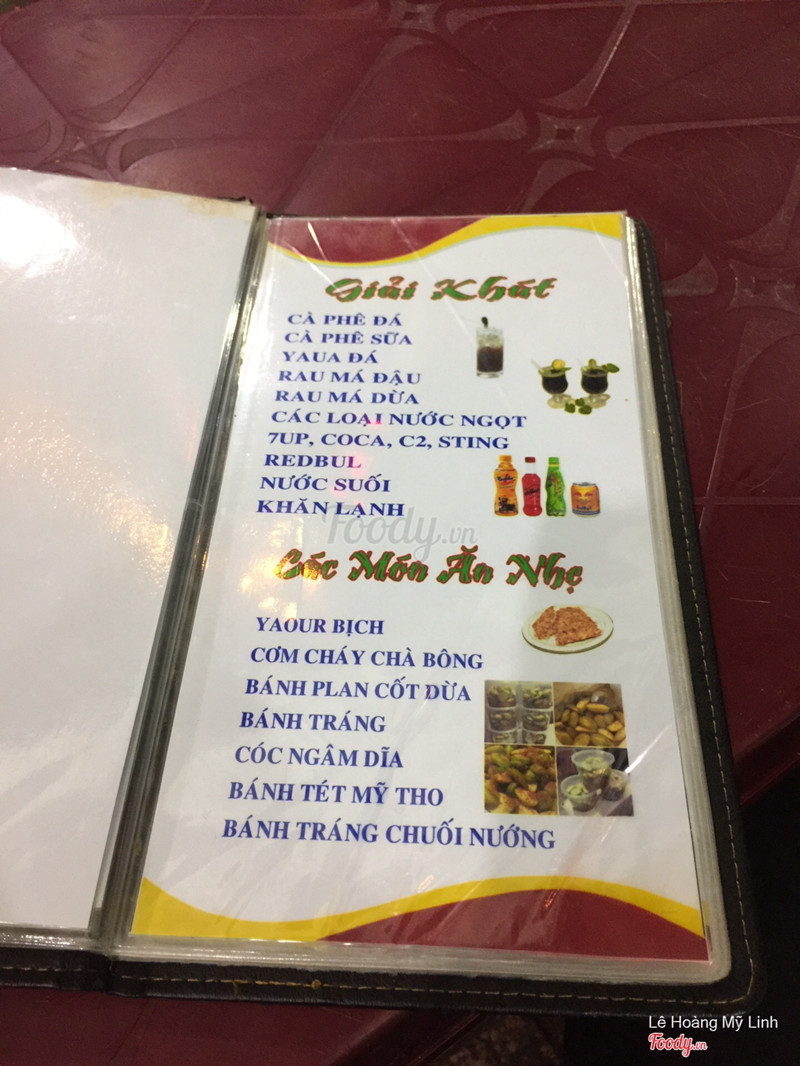 Giải Khát
CÀ PHÊ ĐÁ
CÀ PHÊ SỮA
YAUA ĐÁ
RAU MÁ ĐẬU
RAU MÁ DỪA
CÁC LOẠI NƯỚC NGỌT
7UP, COCA, C2, STING
REDBUL
NƯỚC SUỐI
KHĂN LẠNH
Foody.vn
Các Món Ăn Nhẹ
YAOUR BỊCH
CƠM CHÁY CHÀ BÔNG
BÁNH PLAN CỐT DỪA
BÁNH TRÁNG
CÓC NGÂM DĨA
BÁNH TÉT MỸ THO
BÁNH TRÁNG CHUỐI NƯỚNG
Lê Hoàng Mỹ Linh
Foody.vn